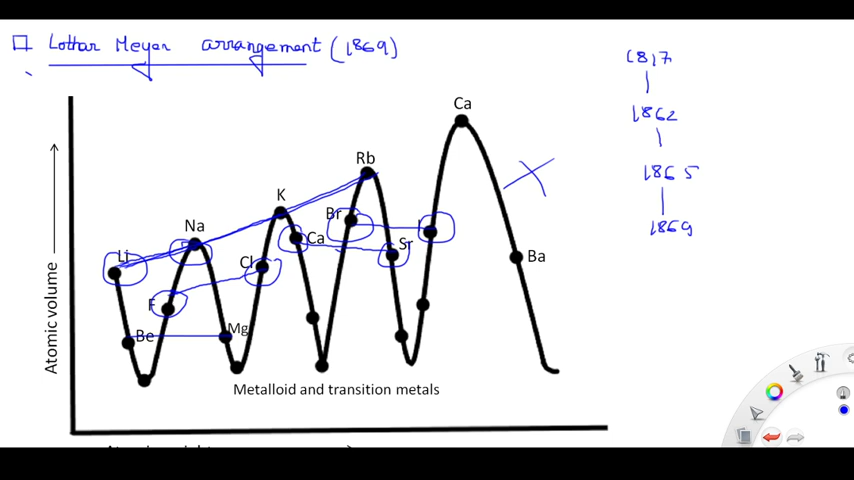 Lothar Meyer arrangement (1869)
1817
1862
1865
1869
Ca
Rb
K
Na
Br
I
Li
Cl
Ca
Sr
Ba
F
Be
Mg
Atomic volume
Metalloid and transition metals